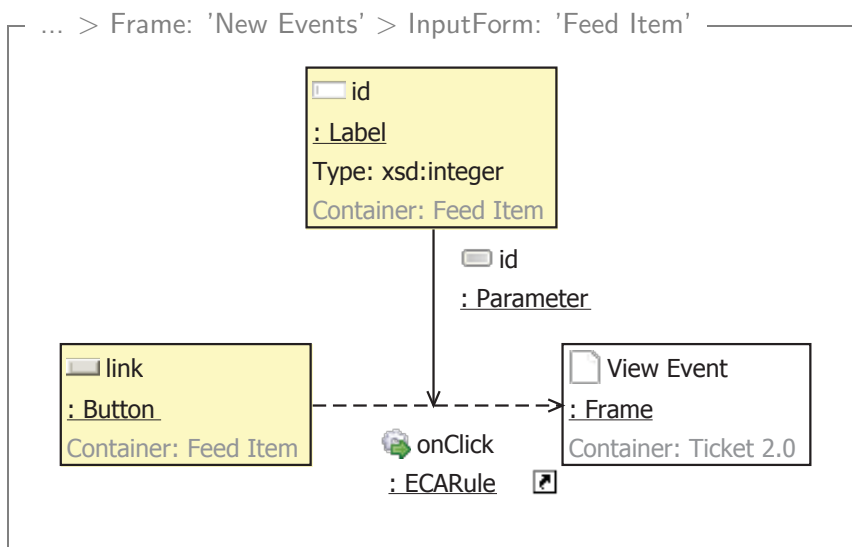 ... > Frame: 'New Events' > InputForm: 'Feed Item'
id
: Label
Type: xsd:integer
Container: Feed Item
id
: Parameter
link
: Button
Container: Feed Item
onClick
: ECARule
View Event
: Frame
Container: Ticket 2.0